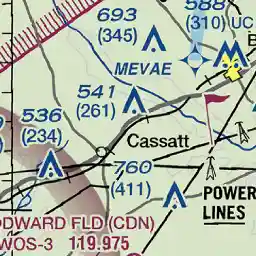 693
(345)
588
(310) UC
MEVAE
541
(261)
536
(234)
Cassatt
760
(411)
POWER
LINES
DWARD FLD (CDN)
WOS-3 119.975